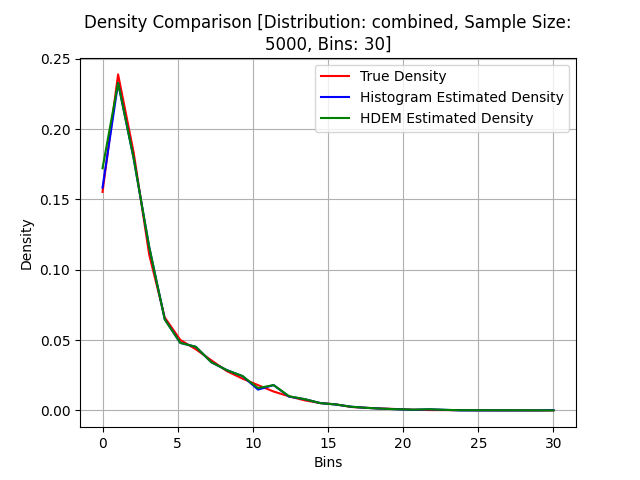 Density Comparison [Distribution: combined, Sample Size:
5000, Bins: 30]
True Density
Histogram Estimated Density
HDEM Estimated Density
Density
0.25
0.20
0.15
0.10
0.05
0.00
0 5 10 15 20 25 30
Bins